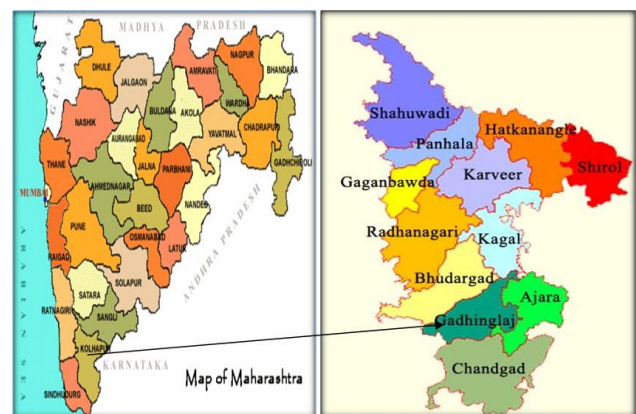 MADHYA PRADESH
GUJARAT
DHULE
JALGAON
AMRAVATI
NAGPUR
BHANDARA
NASHIK
BULDANA
AKOLA
WARDHA
YAVATMAL
CHADRAPUR
GADHCHIROLI
AURANGABAD
JALNA
PARBHANI
THANE
AHMEDNAGAR
MUMBAI
BEED
NANDED
PUNE
OSMANABAD
LATUR
RAIGAD
ANDHRA PRADESH
SOLAPUR
SATARA
RATNAGIRI
SANGLI
KOLHAPUR
KARNATAKA
SINDHUDURG
ARABIAN SEA
Map of Maharashtra
Shahuwadi
Panhala
Hatkanangle
Shirol
Gaganbawda
Karveer
Radhanagari
Kagal
Bhudargad
Ajara
Gadhinglaj
Chandgad